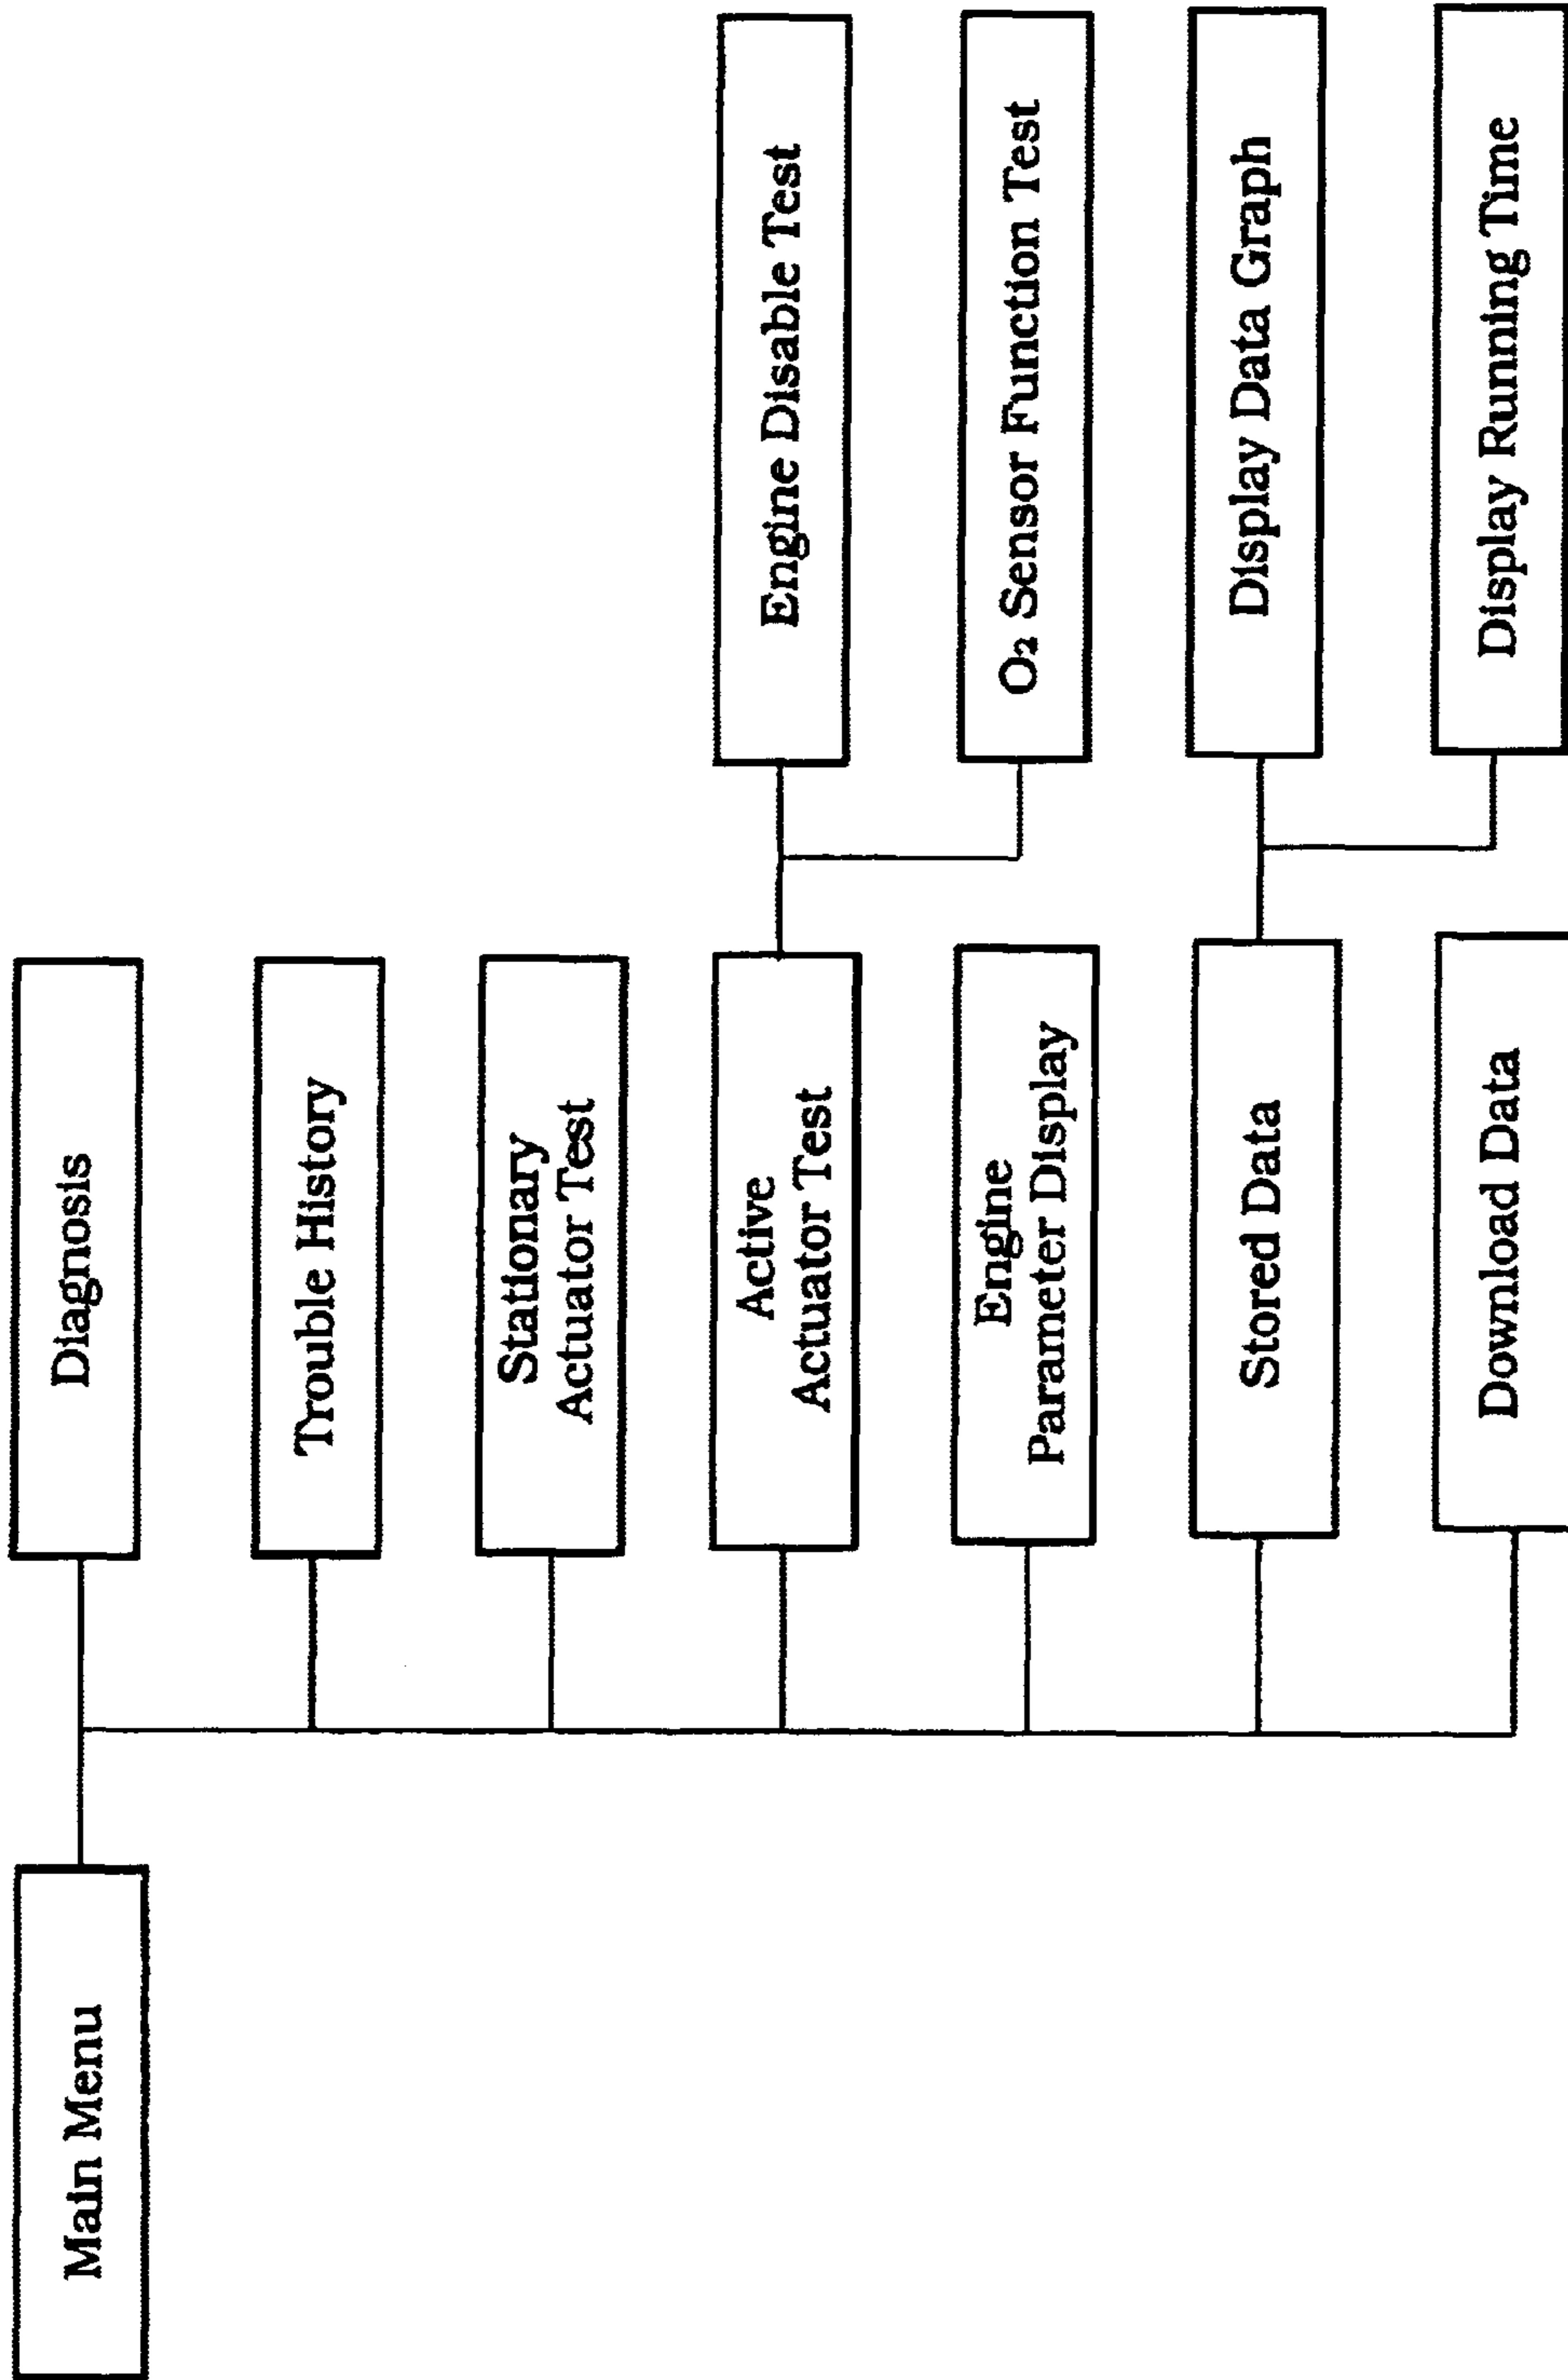 Main Menu
Diagnosis
Trouble History
Stationary
Actuator Test
Active
Actuator Test
Engine Disable Test
O₂ Sensor Function Test
Engine
Parameter Display
Stored Data
Display Data Graph
Display Running Time
Download Data